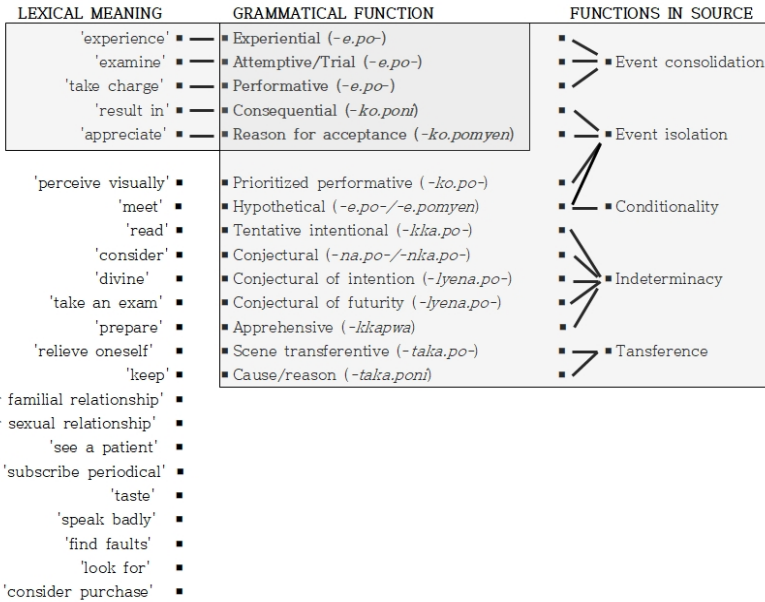 LEXICAL MEANING GRAMMATICAL FUNCTION FUNCTIONS IN SOURCE
'experience' ▪ ▪ Experiential (-e.po-) ▪
'examine' ▪ ▪ Attemptive/Trial (-e.po-) ▪ ▪ Event consolidation
'take charge' ▪ ▪ Performative (-e.po-) ▪
'result in' ▪ ▪ Consequential (-ko.poni) ▪
'appreciate' ▪ ▪ Reason for acceptance (-ko.pomyen) ▪ ▪ Event isolation
'perceive visually' ▪ ▪ Prioritized performative (-ko.po-) ▪
'meet' ▪ ▪ Hypothetical (-e.po-/-e.pomyen) ▪ ▪ Conditionality
'read' ▪ ▪ Tentative intentional (-kka.po-) ▪
'consider' ▪ ▪ Conjectural (-na.po-/-nka.po-) ▪
'divine' ▪ ▪ Conjectural of intention (-lyena.po-) ▪ ▪ Indeterminacy
'take an exam' ▪ ▪ Conjectural of futurity (-lyena.po-) ▪
'prepare' ▪ ▪ Apprehensive (-kkapwa) ▪
'relieve oneself' ▪ ▪ Scene transferentive (-taka.po-) ▪ ▪ Tansference
'keep' ▪ ▪ Cause/reason (-taka.poni) ▪
familial relationship' ▪
sexual relationship' ▪
'see a patient' ▪
'subscribe periodical' ▪
'taste' ▪
'speak badly' ▪
'find faults' ▪
'look for' ▪
'consider purchase' ▪